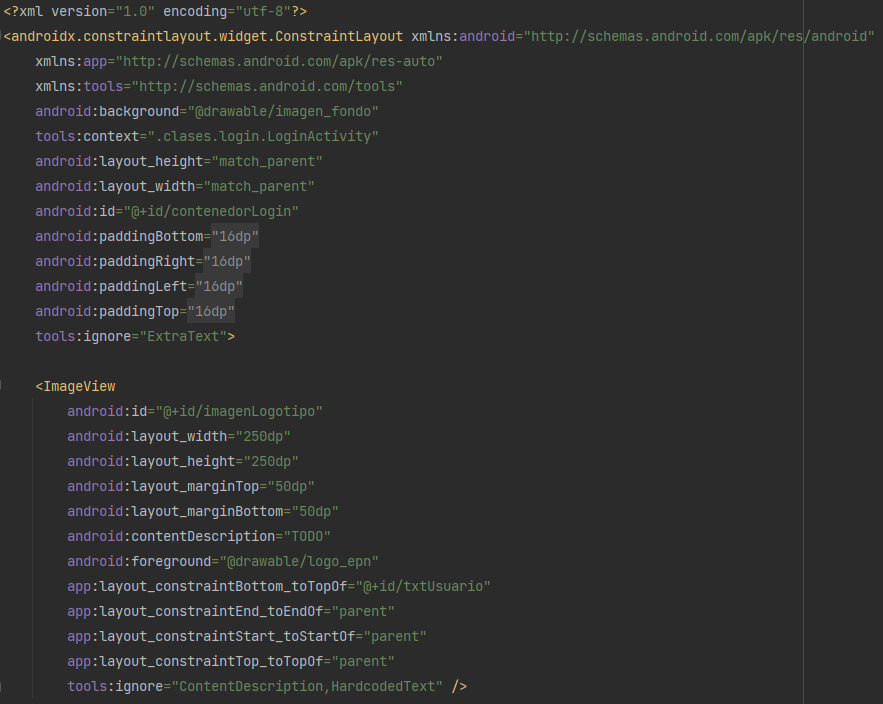 <?xml version="1.0" encoding="utf-8"?>
<androidx.constraintlayout.widget.ConstraintLayout xmlns:android="http://schemas.android.com/apk/res/android"
    xmlns:app="http://schemas.android.com/apk/res-auto"
    xmlns:tools="http://schemas.android.com/tools"
    android:background="@drawable/imagen_fondo"
    tools:context=".clases.login.LoginActivity"
    android:layout_height="match_parent"
    android:layout_width="match_parent"
    android:id="@+id/contenedorLogin"
    android:paddingBottom="16dp"
    android:paddingRight="16dp"
    android:paddingLeft="16dp"
    android:paddingTop="16dp"
    tools:ignore="ExtraText">

    <ImageView
        android:id="@+id/imagenLogotipo"
        android:layout_width="250dp"
        android:layout_height="250dp"
        android:layout_marginTop="50dp"
        android:layout_marginBottom="50dp"
        android:contentDescription="TODO"
        android:foreground="@drawable/logo_epn"
        app:layout_constraintBottom_toTopOf="@+id/txtUsuario"
        app:layout_constraintEnd_toEndOf="parent"
        app:layout_constraintStart_toStartOf="parent"
        app:layout_constraintTop_toTopOf="parent"
        tools:ignore="ContentDescription,HardcodedText" />